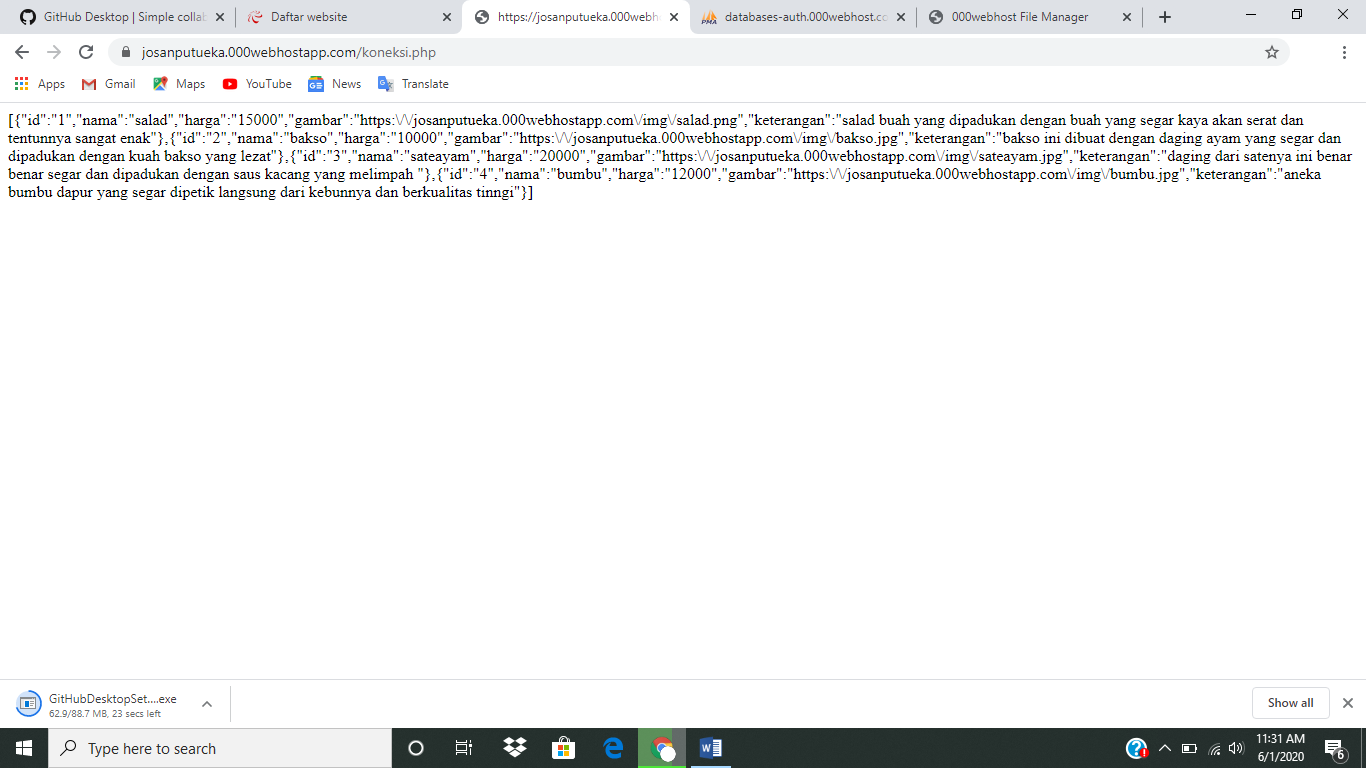 GitHub Desktop | Simple collab
Daftar website
https://josanputueka.000webh
databases-auth.000webhost.co
000webhost File Manager
josanputueka.000webhostapp.com/koneksi.php
Apps
Gmail
Maps
YouTube
News
Translate
[{"id":"1","nama":"salad","harga":"15000","gambar":"https:\/\/josanputueka.000webhostapp.com\/img\/salad.png","keterangan":"salad buah yang dipadukan dengan buah yang segar kaya akan serat dan
tentunnya sangat enak"},{"id":"2","nama":"bakso","harga":"10000","gambar":"https:\/\/josanputueka.000webhostapp.com\/img\/bakso.jpg","keterangan":"bakso ini dibuat dengan daging ayam yang segar dan
dipadukan dengan kuah bakso yang lezat"},{"id":"3","nama":"sateayam","harga":"20000","gambar":"https:\/\/josanputueka.000webhostapp.com\/img\/sateayam.jpg","keterangan":"daging dari satenya ini benar
benar segar dan dipadukan dengan saus kacang yang melimpah "},{"id":"4","nama":"bumbu","harga":"12000","gambar":"https:\/\/josanputueka.000webhostapp.com\/img\/bumbu.jpg","keterangan":"aneka
bumbu dapur yang segar dipetik langsung dari kebunnya dan berkualitas tinngi"}]
GitHubDesktopSet....exe
62.9/88.7 MB, 23 secs left
Show all
Type here to search
11:31 AM
6/1/2020
6